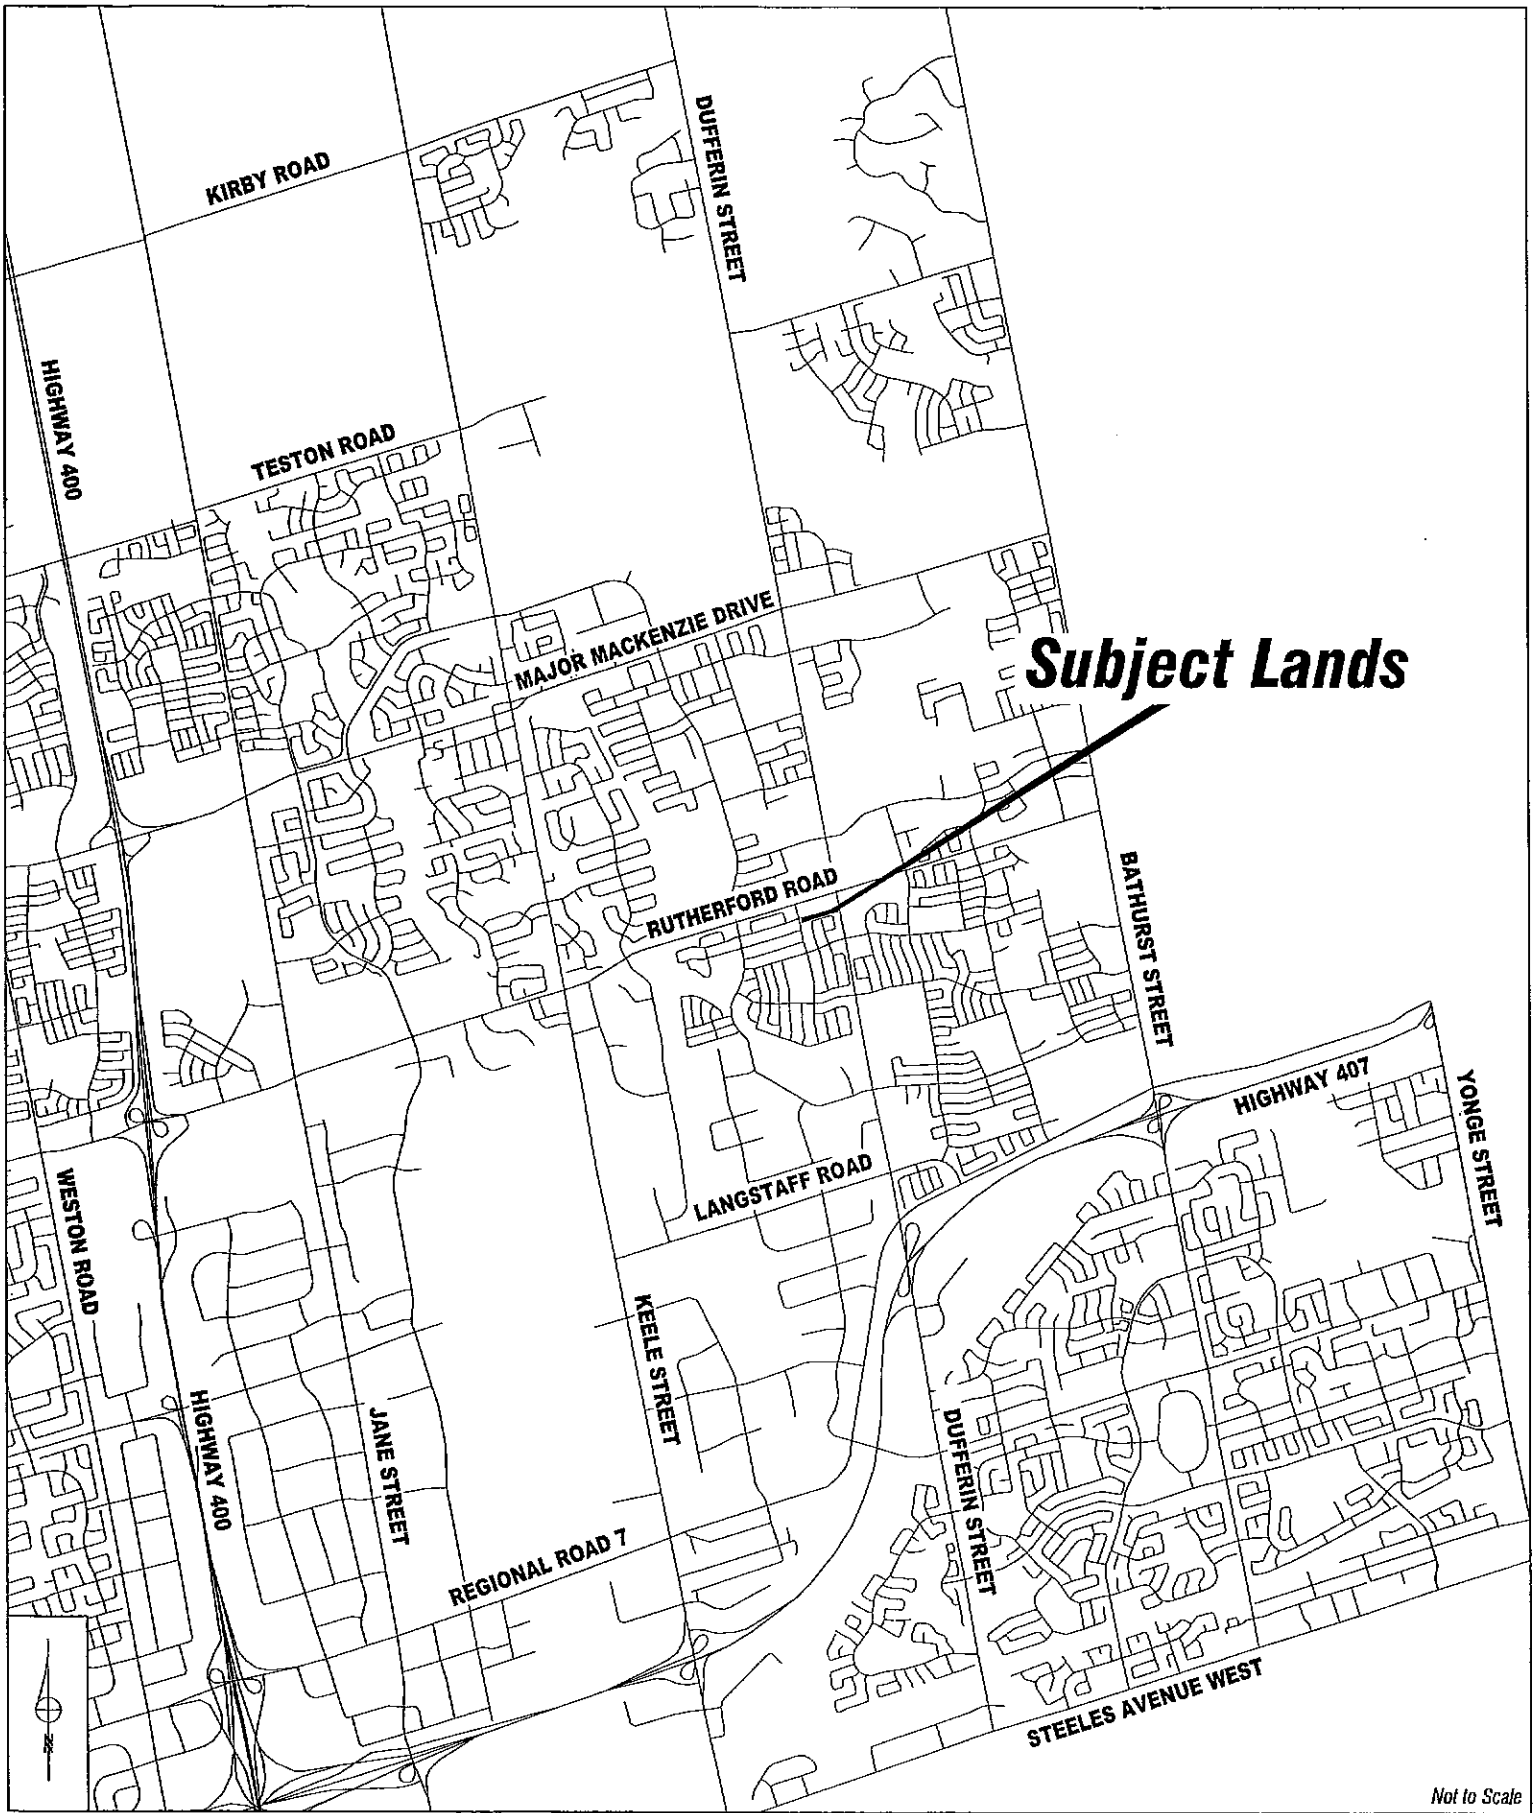 DUFFERIN STREET
KIRBY ROAD
HIGHWAY 400
TESTON ROAD
MAJOR MACKENZIE DRIVE
Subject Lands
RUTHERFORD ROAD
BATHURST STREET
HIGHWAY 407
YONGE STREET
LANGSTAFF ROAD
WESTON ROAD
KEELE STREET
HIGHWAY 400
JANE STREET
DUFFERIN STREET
REGIONAL ROAD 7
STEELES AVENUE WEST
Not to Scale